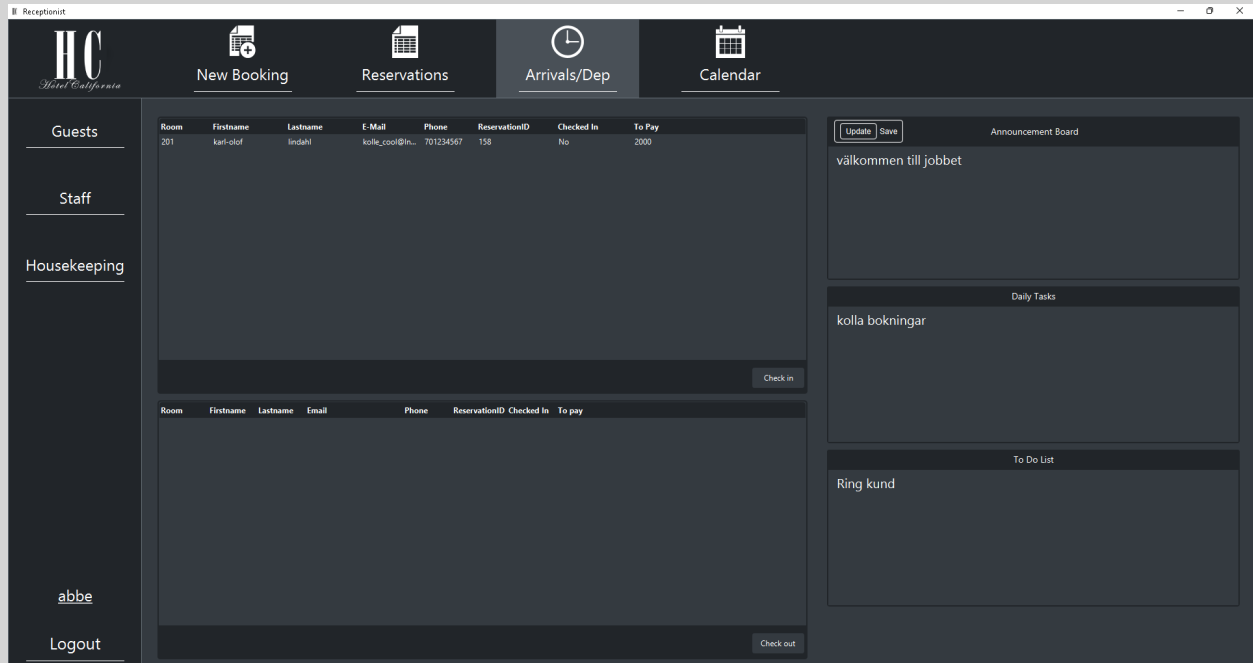 Receptionist
HC
Hotel California
New Booking
Reservations
Arrivals/Dep
Calendar
Guests
Staff
Housekeeping
abbe
Logout
Room Firstname Lastname E-Mail Phone ReservationID Checked In To Pay
201 karl-olof lindahl kolle_cool@ln... 701234567 158 No 2000
Check in
Room Firstname Lastname Email Phone ReservationID Checked In To pay
Check out
Update Save Announcement Board
välkommen till jobbet
Daily Tasks
kolla bokningar
To Do List
Ring kund